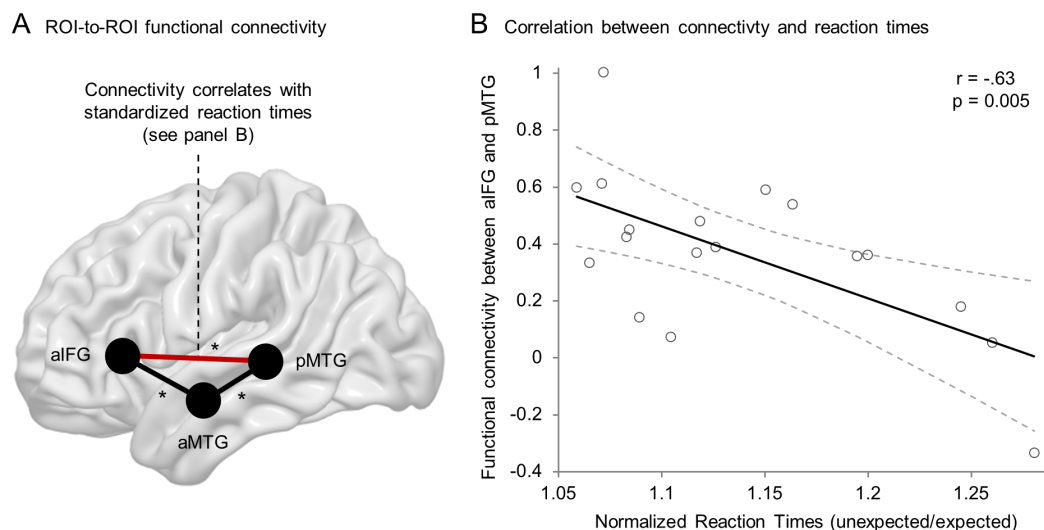 A ROI-to-ROI functional connectivity
Connectivity correlates with
standardized reaction times
(see panel B)
aIFG
*
pMTG
*
*
aMTG
B Correlation between connectivty and reaction times
r = -.63
p = 0.005
Functional connectivity between aIFG and pMTG
1
0.8
0.6
0.4
0.2
0
-0.2
-0.4
1.05 1.1 1.15 1.2 1.25
Normalized Reaction Times (unexpected/expected)